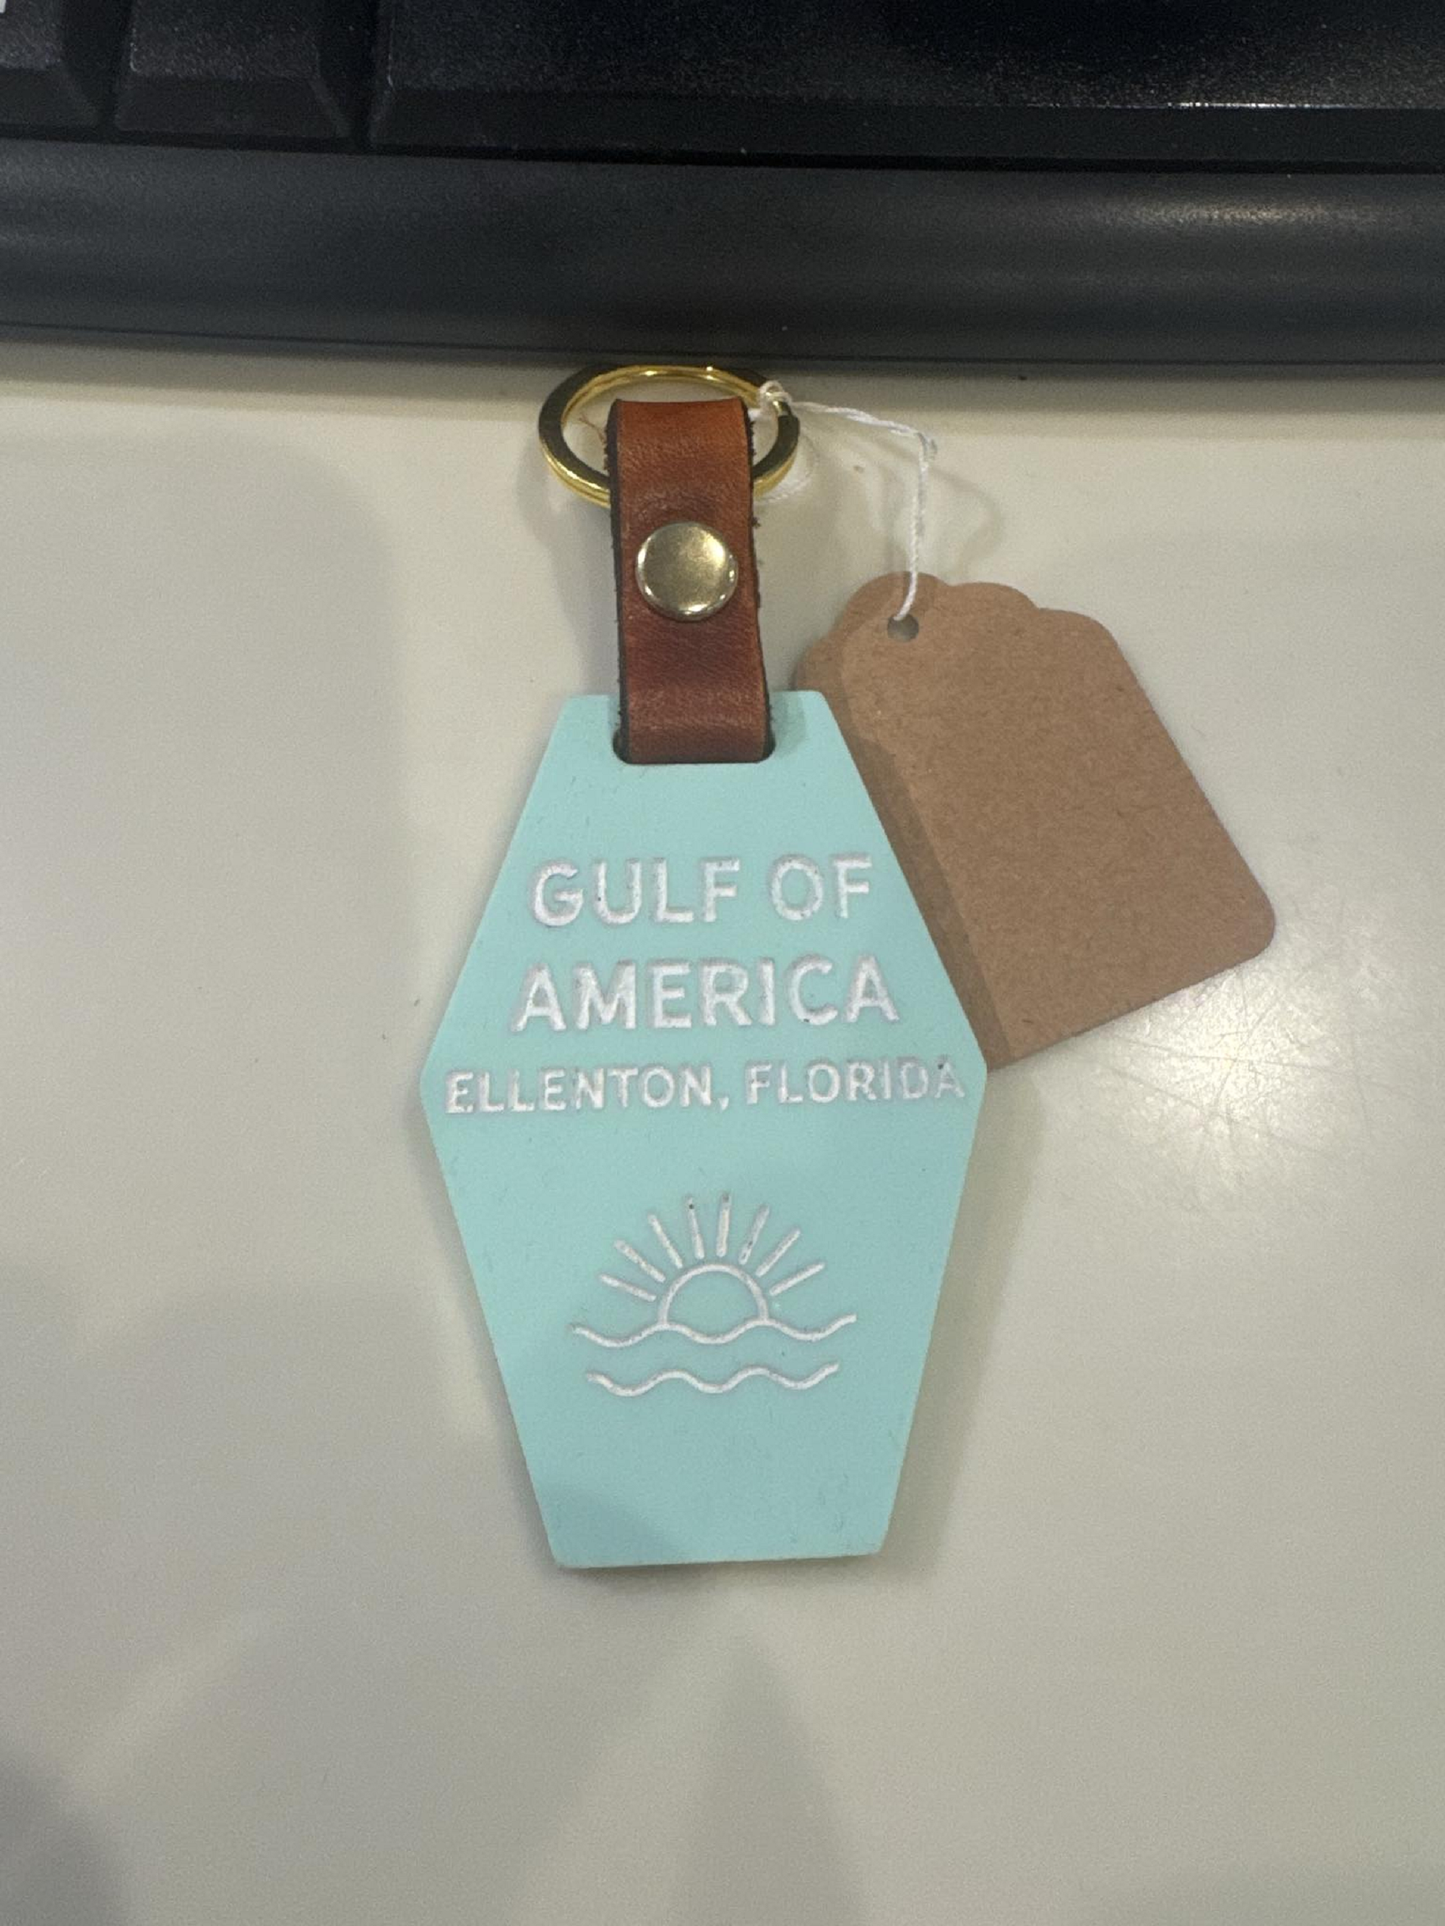 GULF OF
AMERICA
ELLENTON, FLORIDA